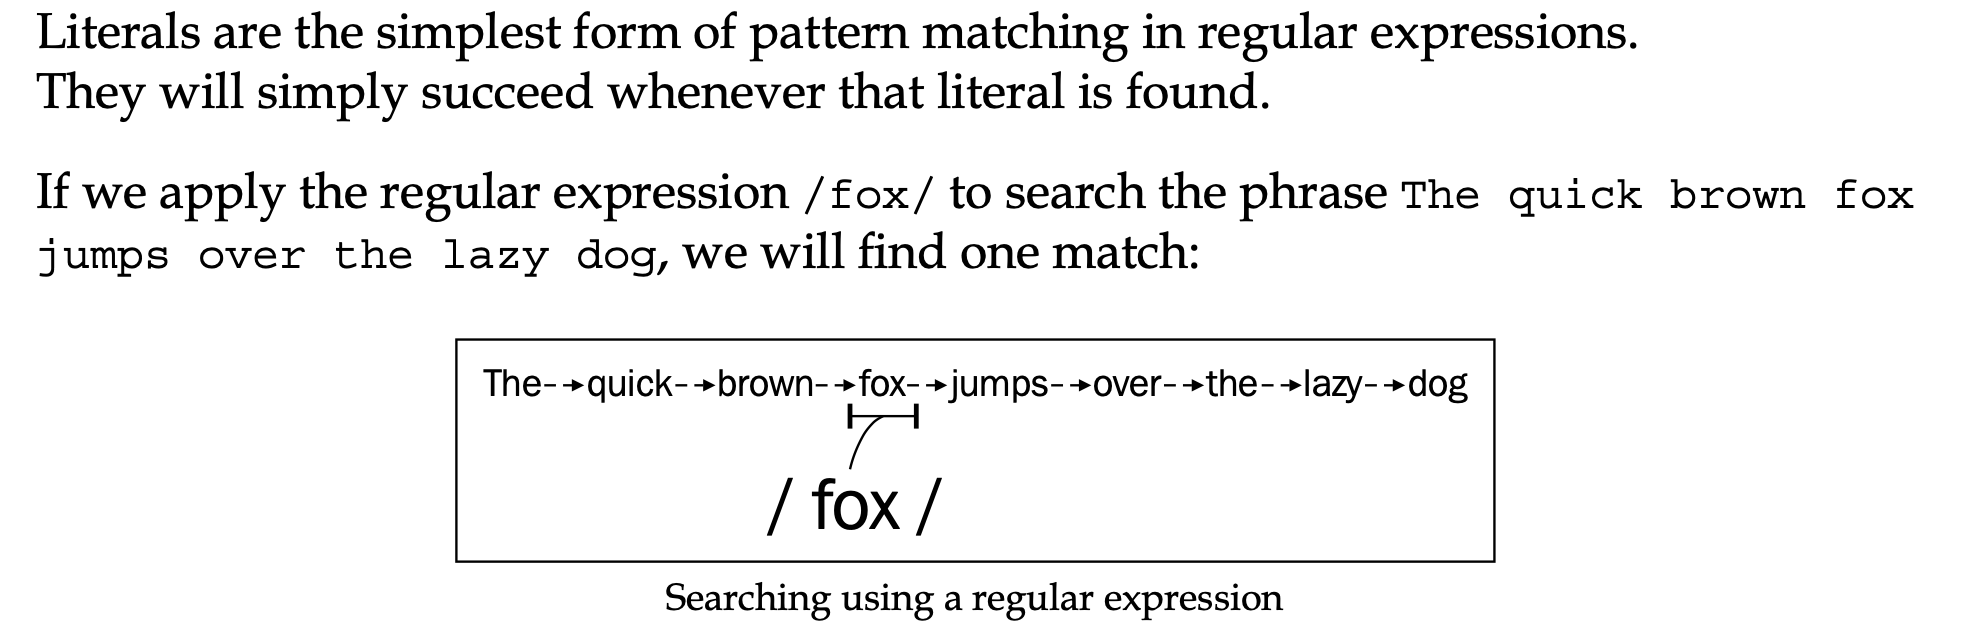 Literals are the simplest form of pattern matching in regular expressions.
They will simply succeed whenever that literal is found.
If we apply the regular expression /fox/ to search the phrase The quick brown fox
jumps over the lazy dog, we will find one match:
The--→quick--→brown--→fox--→jumps--→over--→the--→lazy--→dog
/ fox /
Searching using a regular expression